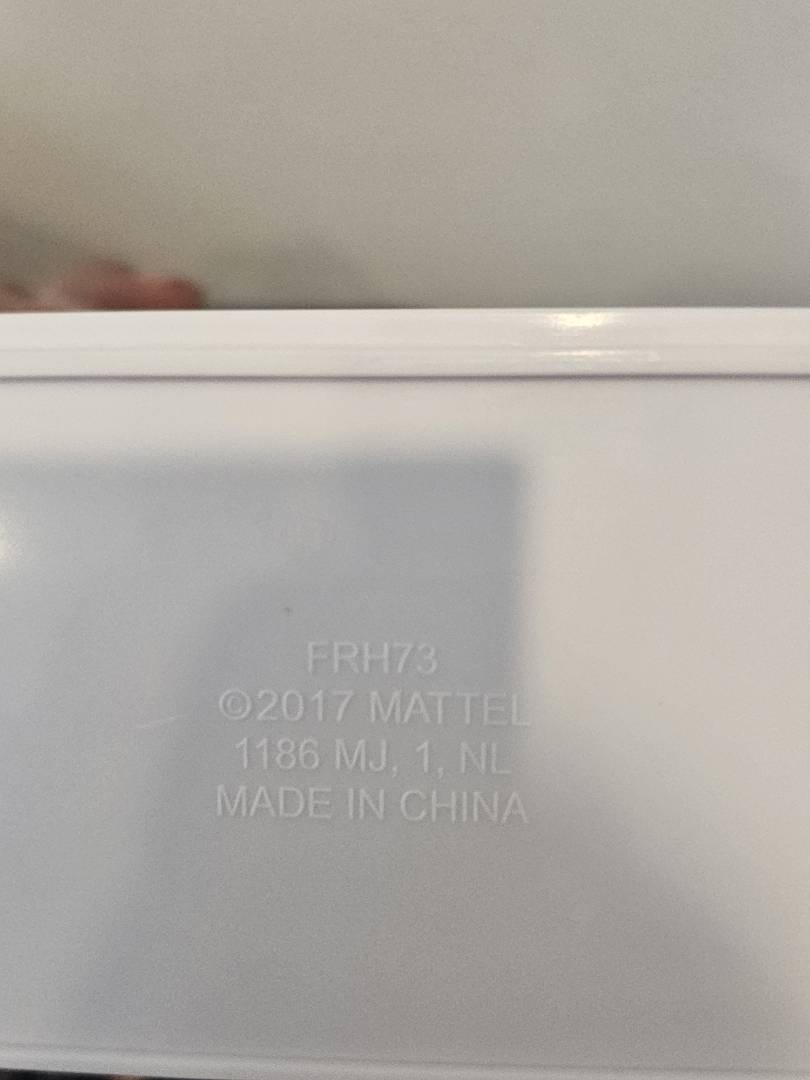 FRH73
©2017 MATTEL
1186 MJ, 1, NL
MADE IN CHINA